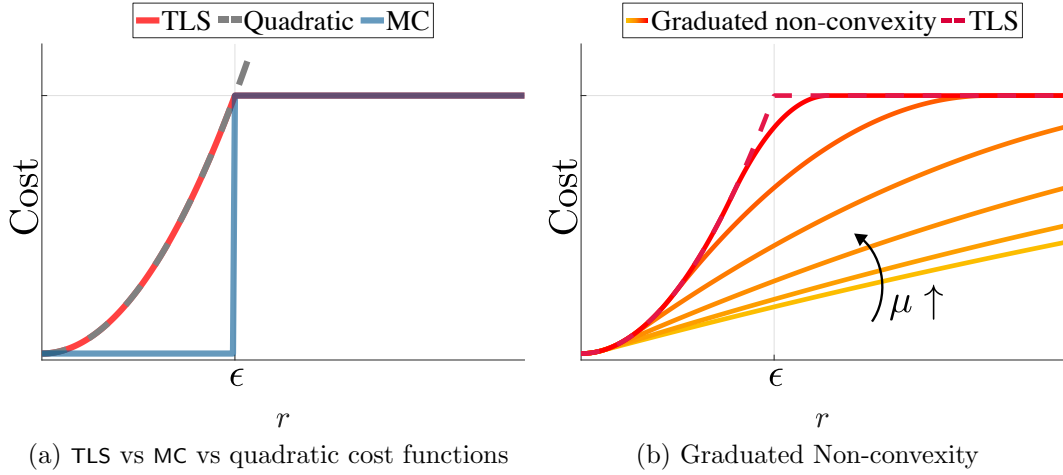 TLS Quadratic MC
Cost
ϵ
r
(a) TLS vs MC vs quadratic cost functions
Graduated non-convexity TLS
Cost
μ ↑
ϵ
r
(b) Graduated Non-Convexity